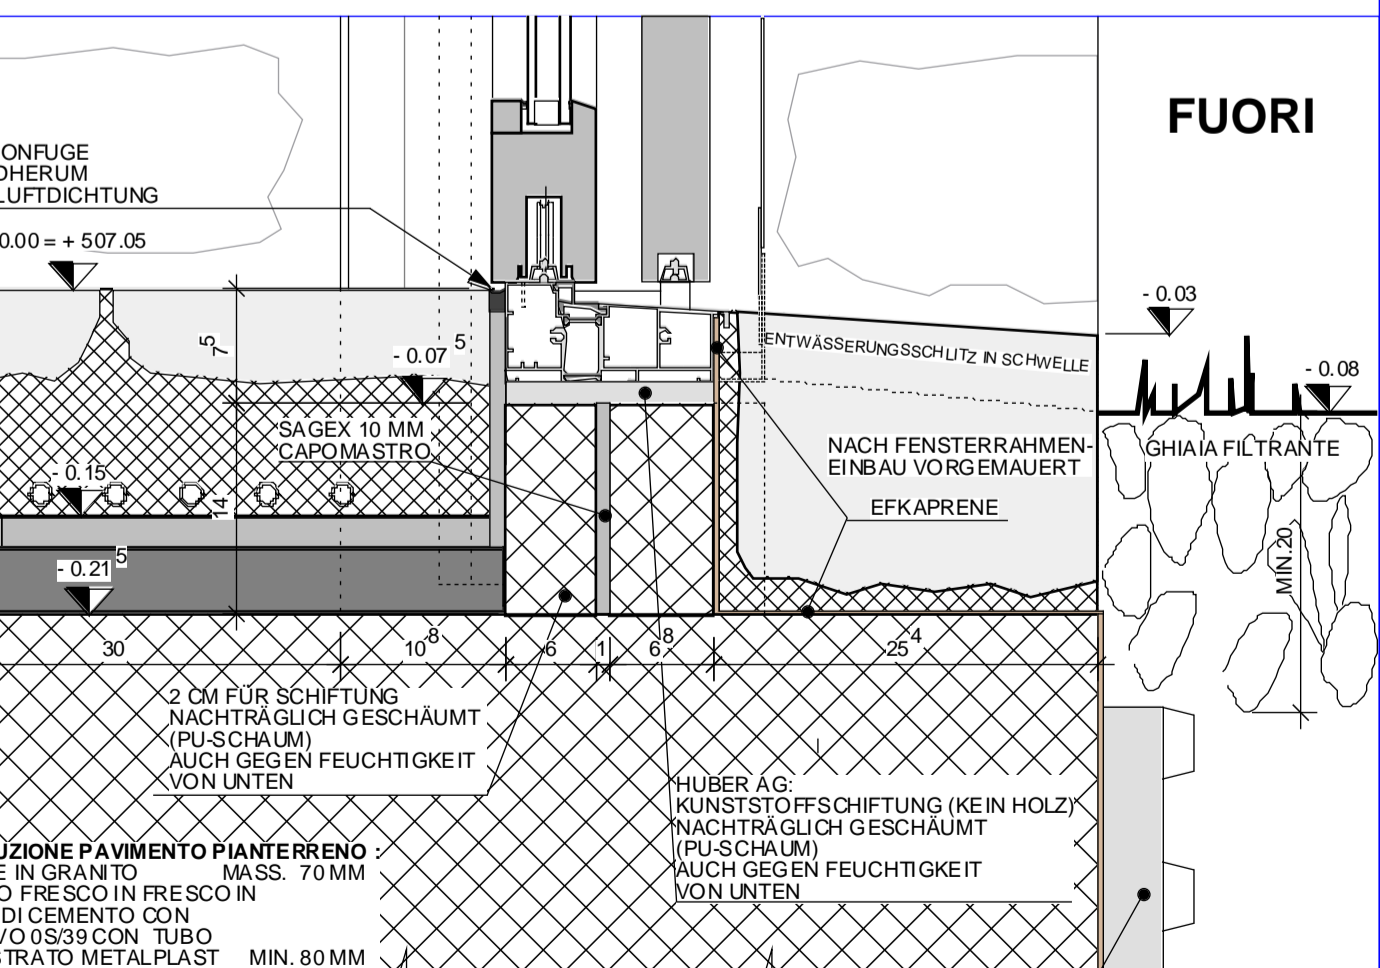 FUORI
ONFUGE
OHERUM
LUFTDICHTUNG
0.00 = + 507.05
- 0.03
7 5
- 0.07 5
ENTWÄSSERUNGSSCHLITZ IN SCHWELLE
- 0.08
SAGEX 10 MM
CAPOMASTRO
NACH FENSTERRAHMEN-
EINBAU VORGEMAUERT
GHIAIA FILTRANTE
- 0.15
14
EFKAPRENE
MIN.20
- 0.21 5
30
10 8
6
1
6 8
25 4
2 CM FÜR SCHIFTUNG
NACHTRÄGLICH GESCHÄUMT
(PU-SCHAUM)
AUCH GEGEN FEUCHTIGKEIT
VON UNTEN
HUBER AG:
KUNSTSTOFFSCHIFTUNG (KEIN HOLZ)
NACHTRÄGLICH GESCHÄUMT
(PU-SCHAUM)
AUCH GEGEN FEUCHTIGKEIT
VON UNTEN
UZIONE PAVIMENTO PIANTERRENO :
E IN GRANITO MASS. 70 MM
O FRESCO IN FRESCO IN
DI CEMENTO CON
VO 0S/39 CON TUBO
STRATO METALPLAST MIN. 80 MM